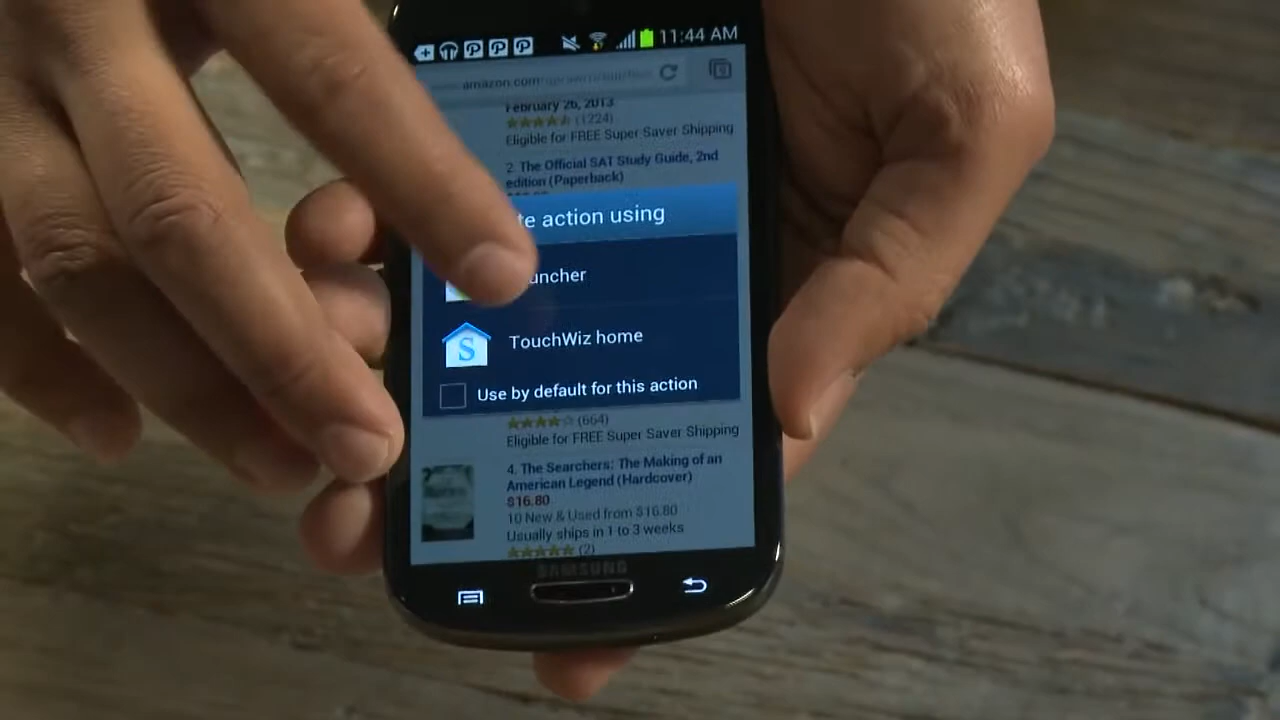 11:44 AM
amazon.com
February 26, 2013
(1224)
Eligible for FREE Super Saver Shipping
2. The Official SAT Study Guide, 2nd
edition (Paperback)
te action using
uncher
S TouchWiz home
Use by default for this action
(664)
Eligible for FREE Super Saver Shipping
4. The Searchers: The Making of an
American Legend (Hardcover)
$16.80
10 New & Used from $16.80
Usually ships in 1 to 3 weeks
(2)
SAMSUNG